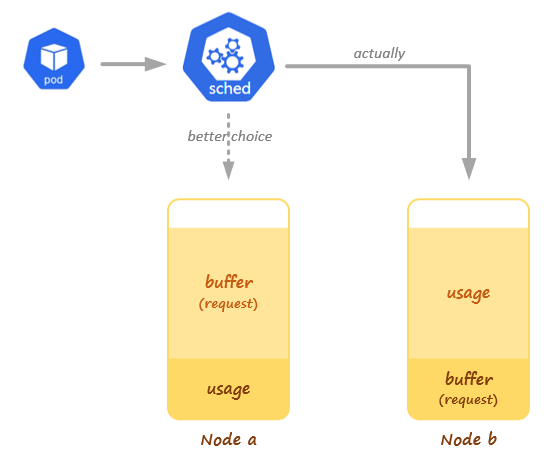 pod
sched
actually
better choice
buffer
(request)
usage
Node a
usage
buffer
(request)
Node b